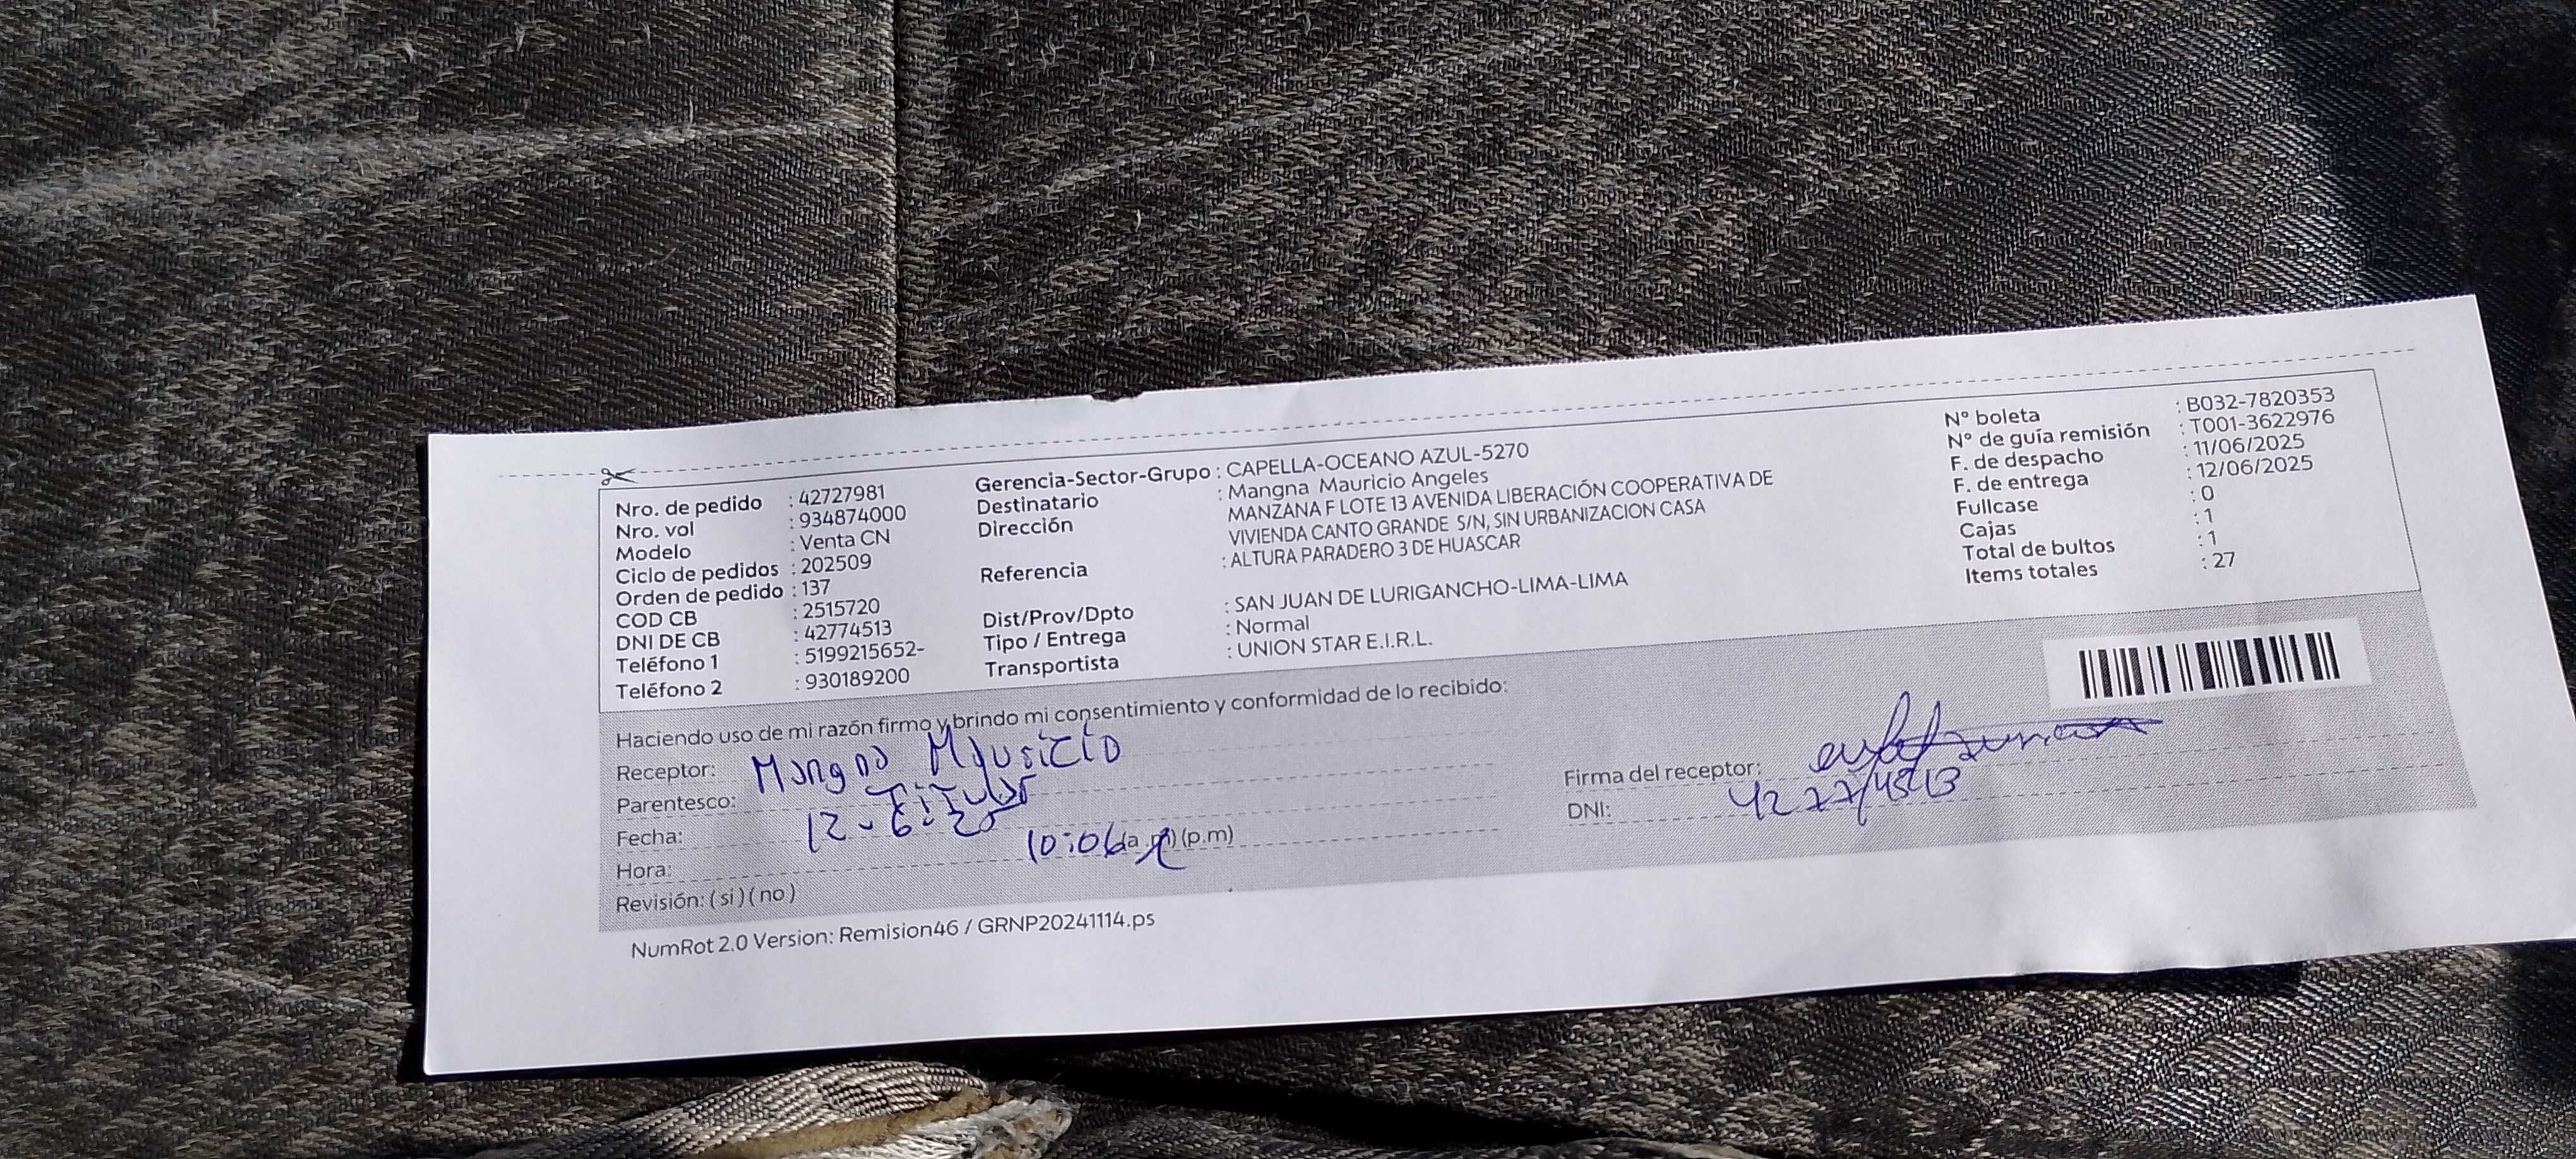 Nro. de pedido : 42727981
Nro. vol : 934874000
Modelo : Venta CN
Ciclo de pedidos : 202509
Orden de pedido : 137
COD CB : 2515720
DNI DE CB : 42774513
Teléfono 1 : 5199215652-
Teléfono 2 : 930189200
Gerencia-Sector-Grupo : CAPELLA-OCEANO AZUL-5270
Destinatario : Mangna Mauricio Angeles
Dirección : MANZANA F LOTE 13 AVENIDA LIBERACIÓN COOPERATIVA DE
VIVIENDA CANTO GRANDE S/N, SIN URBANIZACION CASA
Referencia : ALTURA PARADERO 3 DE HUASCAR
Dist/Prov/Dpto : SAN JUAN DE LURIGANCHO-LIMA-LIMA
Tipo / Entrega : Normal
Transportista : UNION STAR E.I.R.L.
N° boleta : B032-7820353
N° de guía remisión : T001-3622976
F. de despacho : 11/06/2025
F. de entrega : 12/06/2025
Fullcase : 0
Cajas : 1
Total de bultos : 1
Items totales : 27
Haciendo uso de mi razón firmo y brindo mi consentimiento y conformidad de lo recibido:
Receptor: Mangna Mauricio
Parentesco: Titular
Fecha: 12-6-25
Hora: 10:06 (a.m) (p.m)
Revisión: ( si ) ( no )
Firma del receptor:
DNI: 42774513
NumRot 2.0 Version: Remision46 / GRNP20241114.ps